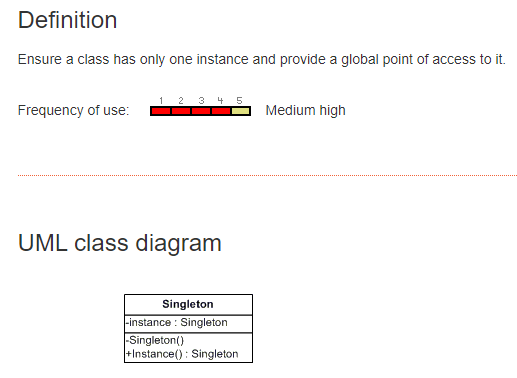 Definition
Ensure a class has only one instance and provide a global point of access to it.
1 2 3 4 5
Frequency of use: Medium high
UML class diagram
Singleton
-instance : Singleton
-Singleton()
+Instance() : Singleton